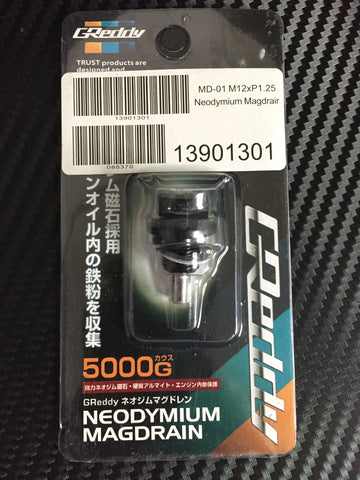 GReddy
TRUST products are
designed and
MD-01 M12xP1.25
Neodymium Magdrain
13901301
088370
13901301
ム磁石採用
ンオイル内の鉄粉を収集
GReddy
5000G
ガウス
強力ネオジム磁石・硬質アルマイト・エンジン内部保護
GReddy ネオジムマグドレン
NEODYMIUM
MAGDRAIN